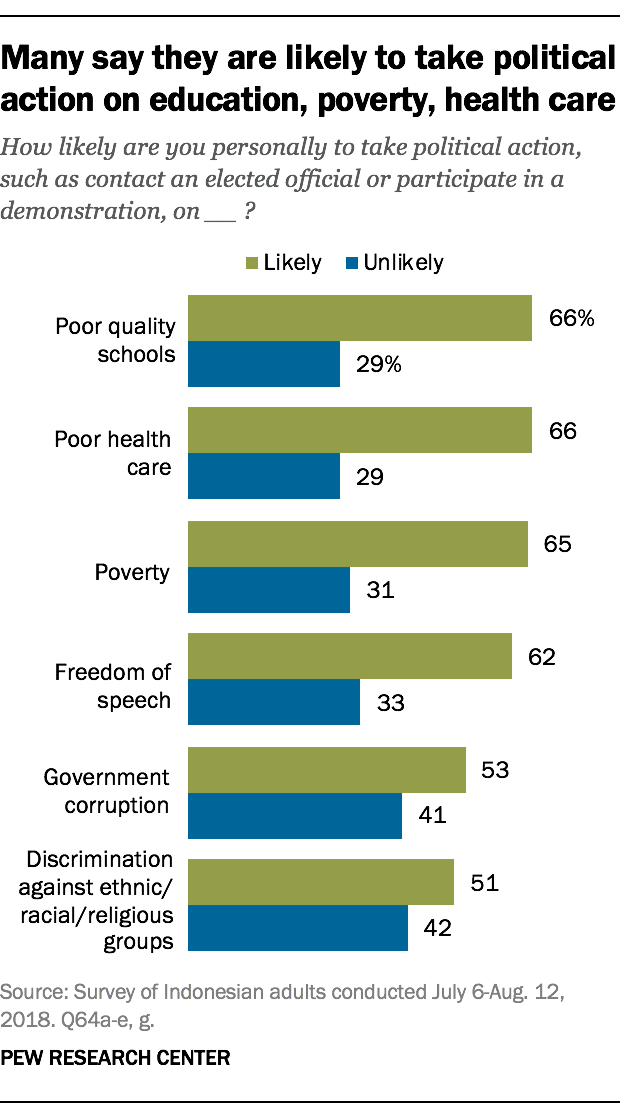 Many say they are likely to take political
action on education, poverty, health care
How likely are you personally to take political action,
such as contact an elected official or participate in a
demonstration, on __ ?
Likely Unlikely
Poor quality
schools
66%
29%
Poor health
care
66
29
Poverty
65
31
Freedom of
speech
62
33
Government
corruption
53
41
Discrimination
against ethnic/
racial/religious
groups
51
42
Source: Survey of Indonesian adults conducted July 6-Aug. 12,
2018. Q64a-e, g.
PEW RESEARCH CENTER